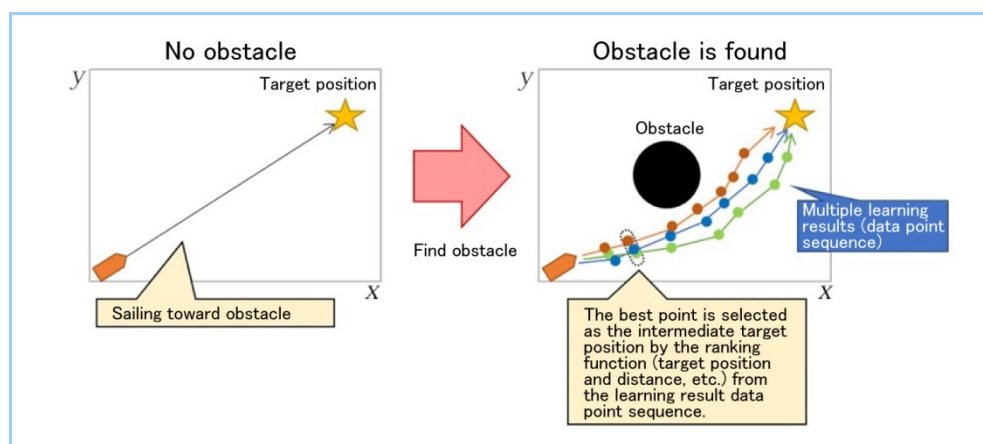 No obstacle
y
Target position
Sailing toward obstacle
x
Find obstacle
Obstacle is found
y
Target position
Obstacle
Multiple learning
results (data point
sequence)
x
The best point is selected
as the intermediate target
position by the ranking
function (target position
and distance, etc.) from
the learning result data
point sequence.